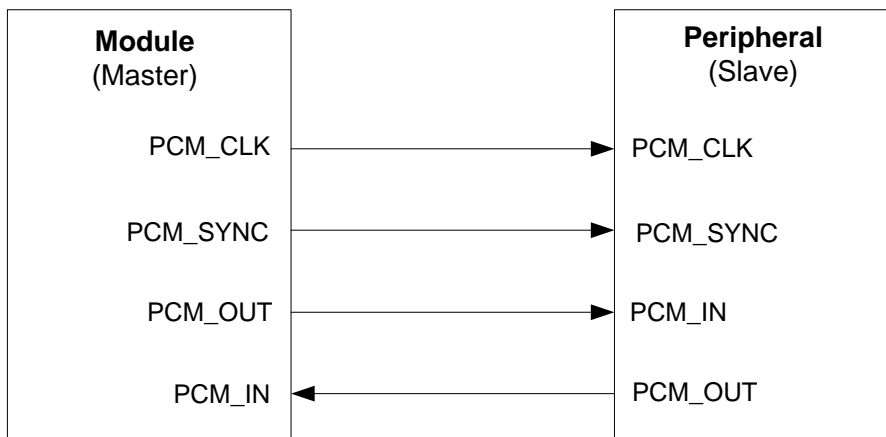 Module
(Master)
PCM_CLK
PCM_SYNC
PCM_OUT
PCM_IN
Peripheral
(Slave)
PCM_CLK
PCM_SYNC
PCM_IN
PCM_OUT